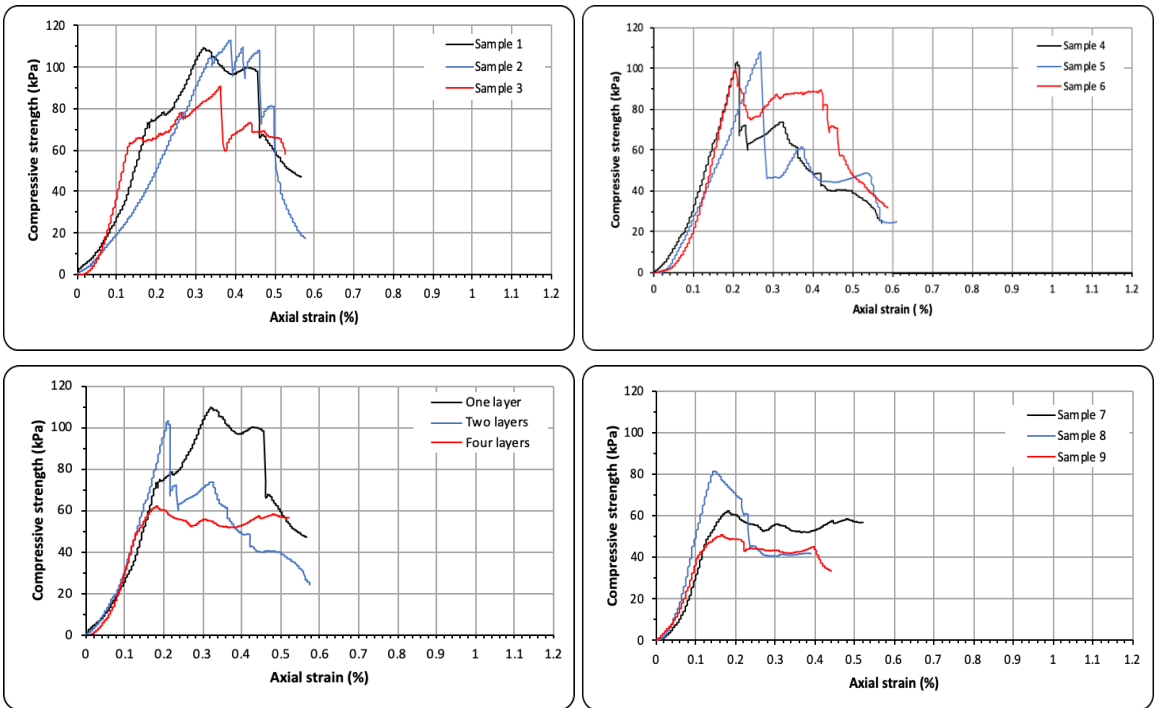 120
100
80
60
40
20
0
Compressive strength (kPa)
Sample 1
Sample 2
Sample 3
0 0.1 0.2 0.3 0.4 0.5 0.6 0.7 0.8 0.9 1 1.1 1.2
Axial strain (%)
120
100
80
60
40
20
0
Compressive strength (kPa)
Sample 4
Sample 5
Sample 6
0 0.1 0.2 0.3 0.4 0.5 0.6 0.7 0.8 0.9 1 1.1 1.2
Axial strain ( %)
120
100
80
60
40
20
0
Compressive strength (kPa)
One layer
Two layers
Four layers
0 0.1 0.2 0.3 0.4 0.5 0.6 0.7 0.8 0.9 1 1.1 1.2
Axial strain (%)
120
100
80
60
40
20
0
Compressive strength (kPa)
Sample 7
Sample 8
Sample 9
0 0.1 0.2 0.3 0.4 0.5 0.6 0.7 0.8 0.9 1 1.1 1.2
Axial strain (%)